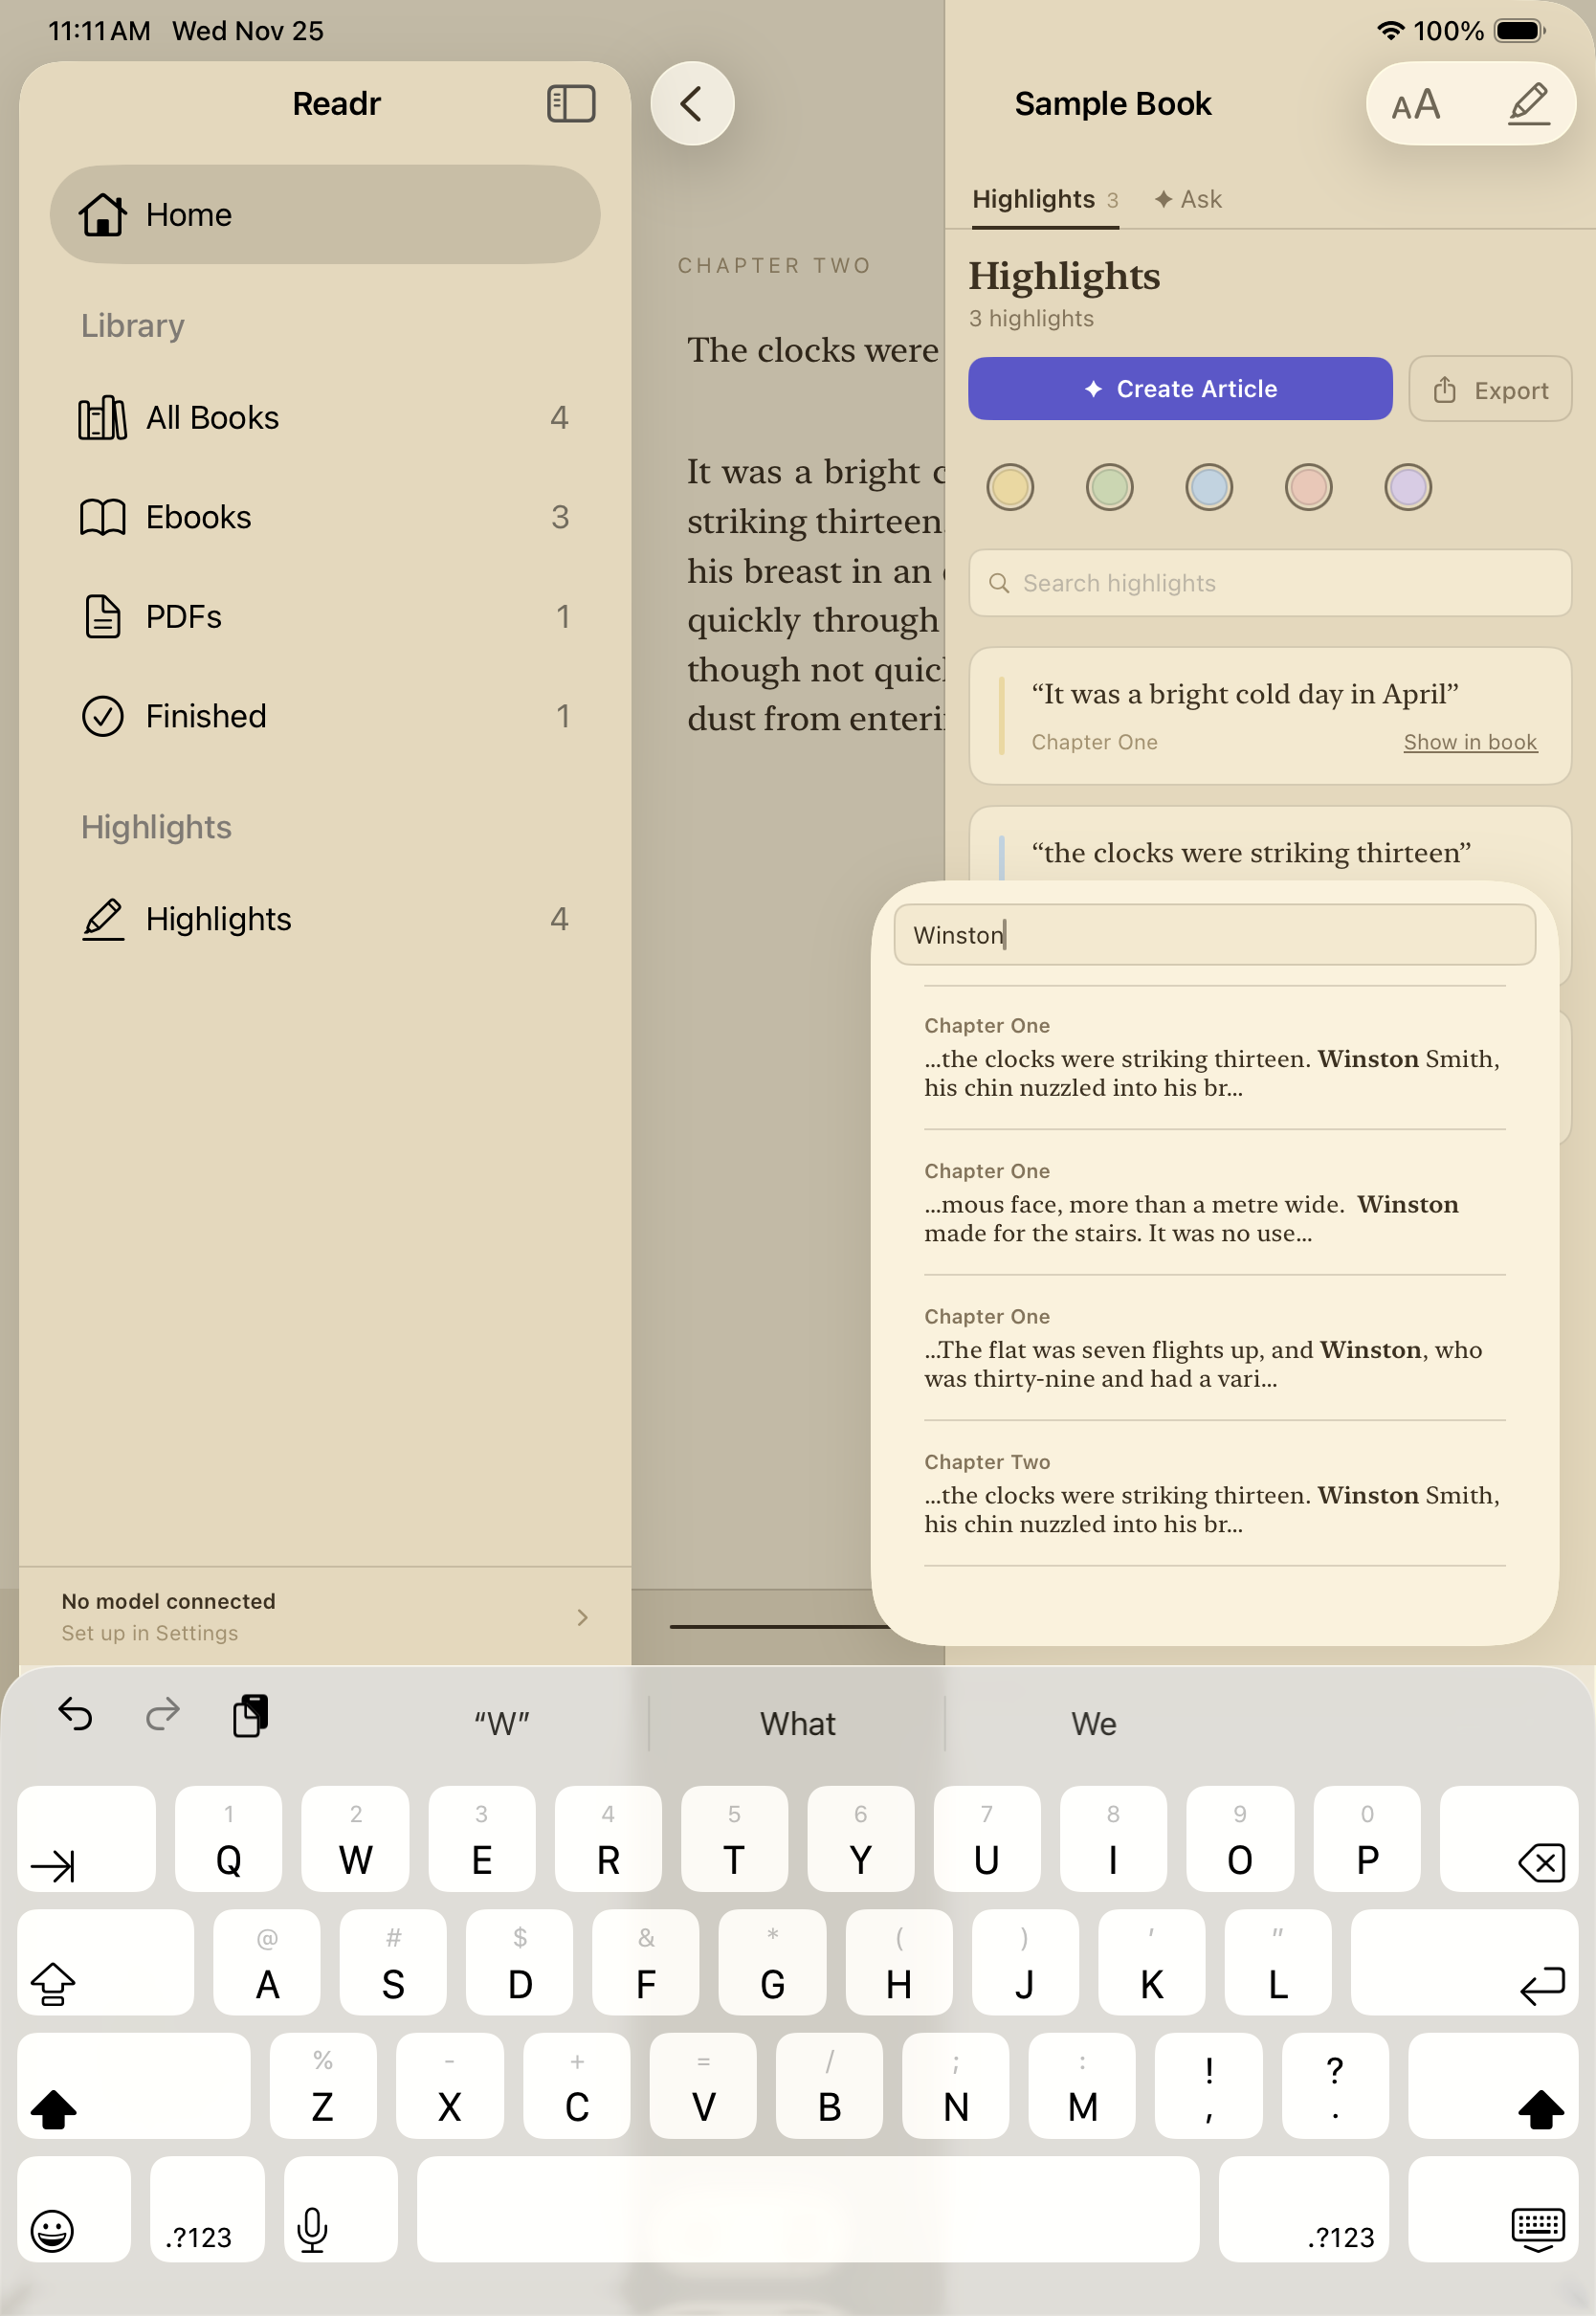 11:11 AM Wed Nov 25
100%
Readr
Home
Library
All Books 4
Ebooks 3
PDFs 1
Finished 1
Highlights
Highlights 4
No model connected
Set up in Settings
CHAPTER TWO
The clocks were
It was a bright
striking thirteen.
his breast in an
quickly through
though not
dust from
Sample Book
AA
Highlights 3
Ask
Highlights
3 highlights
Create Article
Export
Search highlights
“It was a bright cold day in April”
Chapter One
Show in book
“the clocks were striking thirteen”
Winston
Chapter One
...the clocks were striking thirteen. Winston Smith,
his chin nuzzled into his br...
Chapter One
...mous face, more than a metre wide. Winston
made for the stairs. It was no use...
Chapter One
...The flat was seven flights up, and Winston, who
was thirty-nine and had a vari...
Chapter Two
...the clocks were striking thirteen. Winston Smith,
his chin nuzzled into his br...
“W” What We
1 2 3 4 5 6 7 8 9 0
Q W E R T Y U I O P
@ # $ & * ( ) ' "
A S D F G H J K L
% - + = / ; : ! ?
Z X C V B N M , .
.?123 .?123